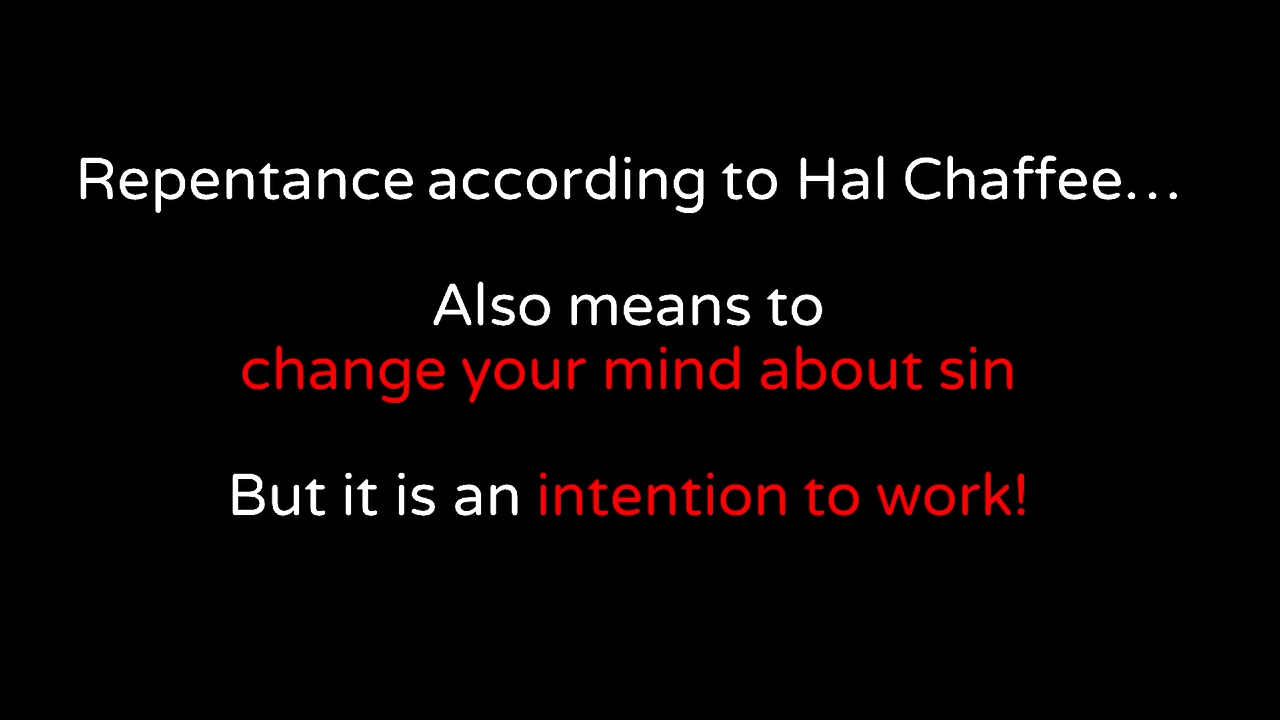 Repentance according to Hal Chaffee...
Also means to
change your mind about sin
But it is an intention to work!